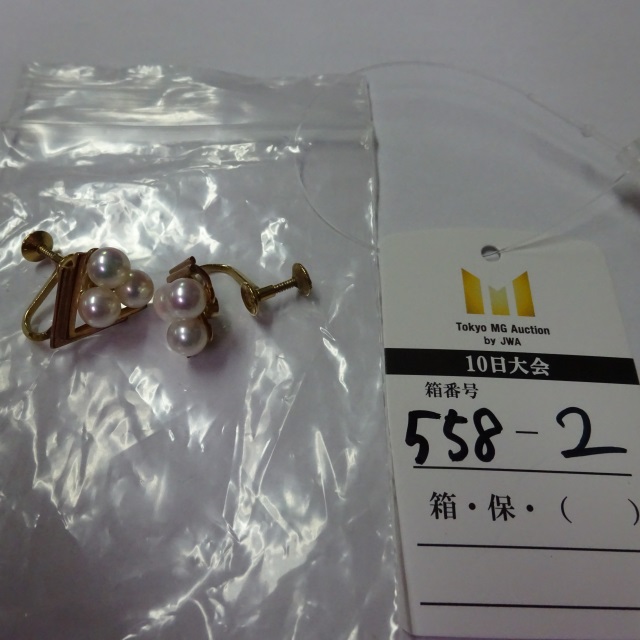 Tokyo MG Auction
by JWA
10日大会
箱番号
558-2
箱・保・(　　)